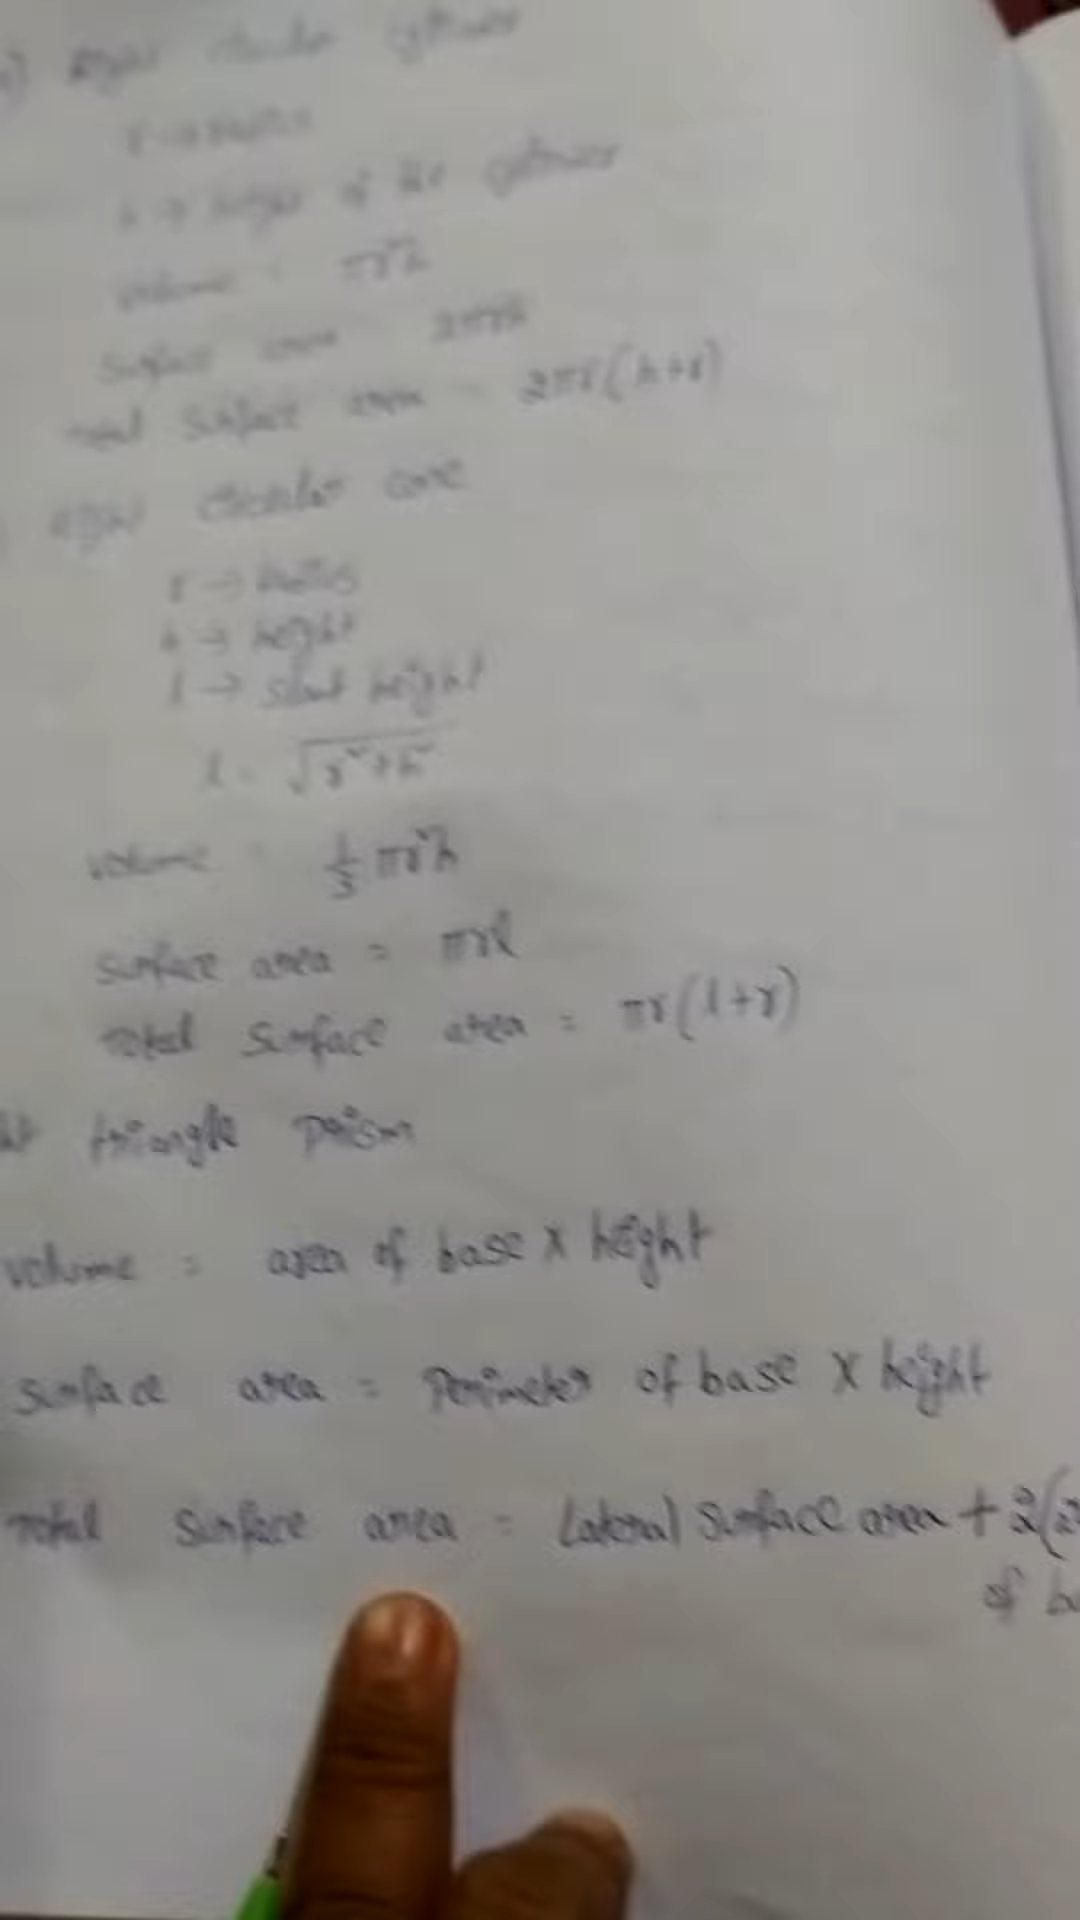 Right circular cylinder
r → radius
h → height of the cylinder
volume = πr²h
Surface area = 2πrh
Total Surface area = 2πr(h+r)
Right circular cone
r → radius
h → height
l → slant height
l = √r²+h²
volume = 1/3 πr²h
surface area = πrl
Total Surface area = πr(l+r)
triangle prism
volume = area of base X height
Surface area = Perimeter of base X height
Total Surface area = Lateral surface area + 2(
of